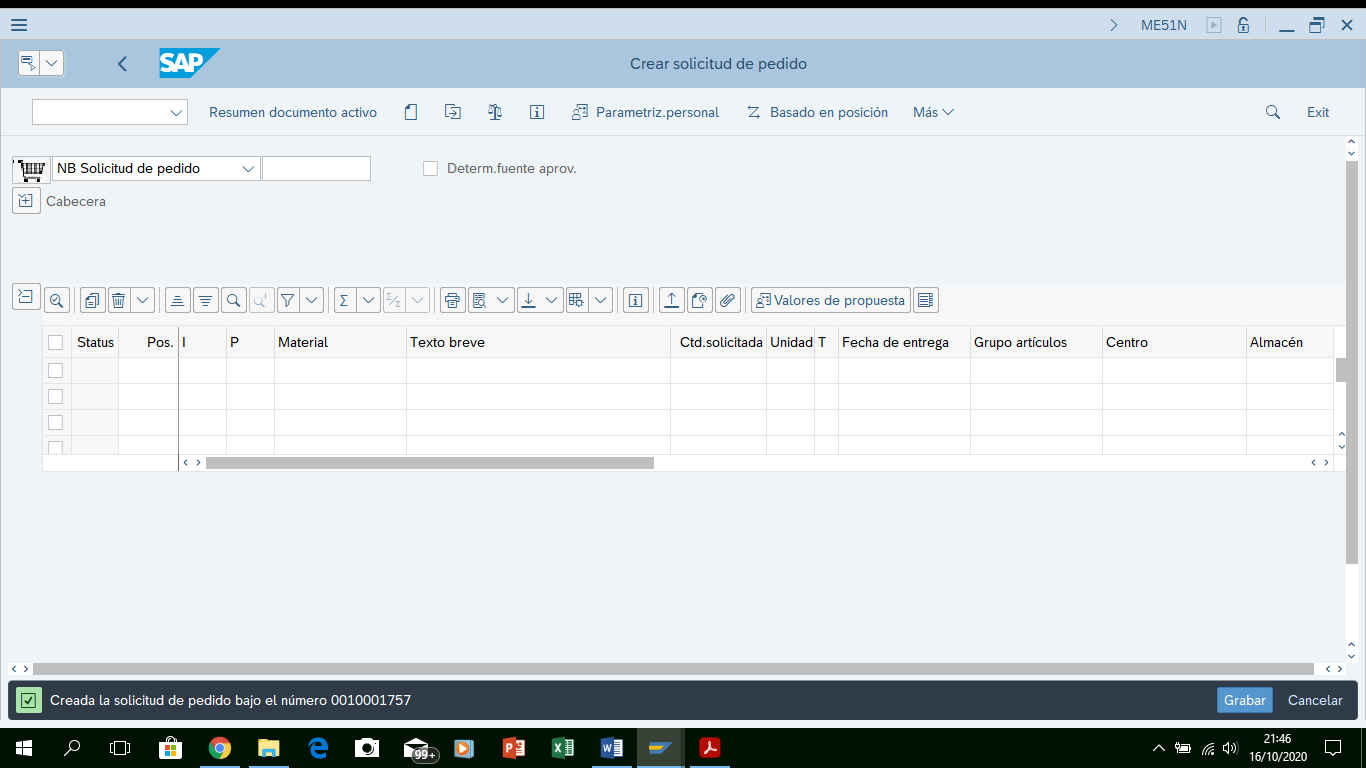 ME51N
SAP
Crear solicitud de pedido
Resumen documento activo
Parametriz.personal
Basado en posición
Más
Exit
NB Solicitud de pedido
Determ.fuente aprov.
Cabecera
Valores de propuesta
Status Pos. I P Material Texto breve Ctd.solicitada Unidad T Fecha de entrega Grupo artículos Centro Almacén
Creada la solicitud de pedido bajo el número 0010001757
Grabar Cancelar
99+
21:46
16/10/2020